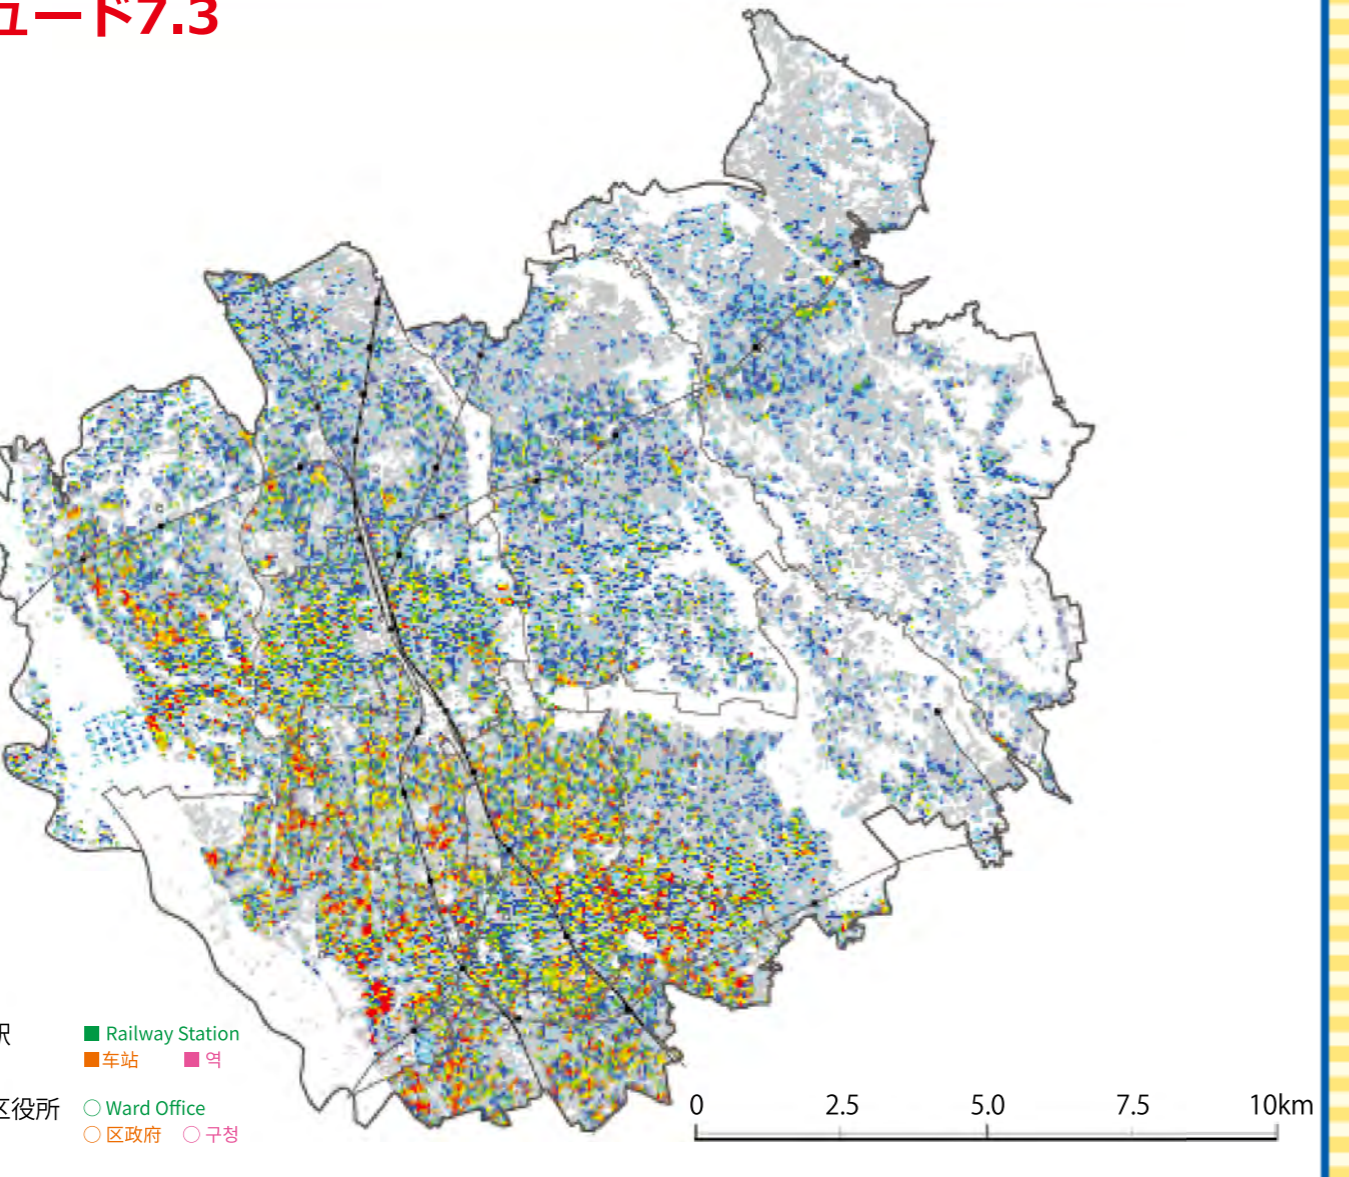 ュード7.3
駅
■ Railway Station
■车站 ■ 역
区役所
○ Ward Office
○ 区政府 ○ 구청
0 2.5 5.0 7.5 10km